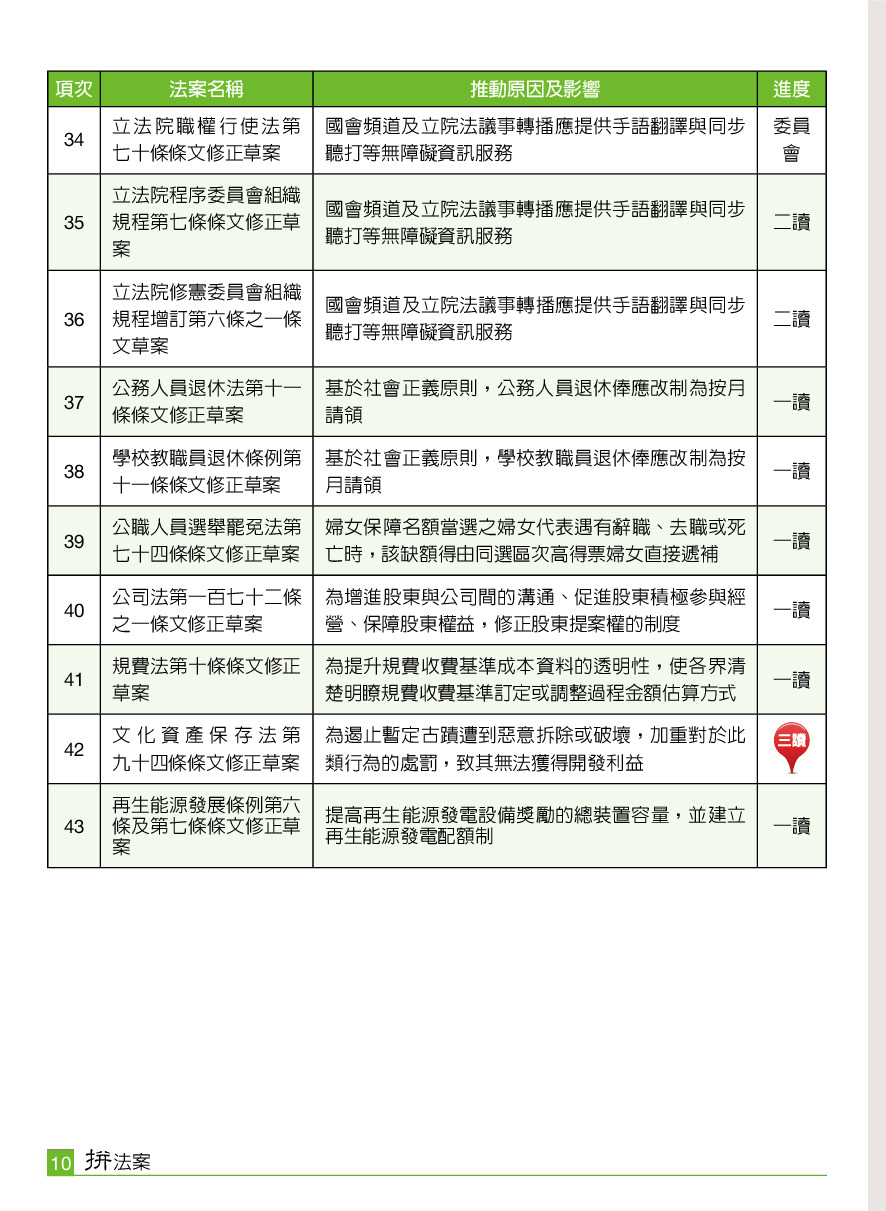 項次 法案名稱 推動原因及影響 進度
34
立法院職權行使法第
七十條條文修正草案
國會頻道及立院法議事轉播應提供手語翻譯與同步
聽打等無障礙資訊服務
委員
會
35
立法院程序委員會組織
規程第七條條文修正草
案
國會頻道及立院法議事轉播應提供手語翻譯與同步
聽打等無障礙資訊服務
二讀
36
立法院修憲委員會組織
規程增訂第六條之一條
文草案
國會頻道及立院法議事轉播應提供手語翻譯與同步
聽打等無障礙資訊服務
二讀
37
公務人員退休法第十一
條條文修正草案
基於社會正義原則，公務人員退休俸應改制為按月
請領
一讀
38
學校教職員退休條例第
十一條條文修正草案
基於社會正義原則，學校教職員退休俸應改制為按
月請領
一讀
39
公職人員選舉罷免法第
七十四條條文修正草案
婦女保障名額當選之婦女代表遇有辭職、去職或死
亡時，該缺額得由同選區次高得票婦女直接遞補
一讀
40
公司法第一百七十二條
之一條文修正草案
為增進股東與公司間的溝通、促進股東積極參與經
營、保障股東權益，修正股東提案權的制度
一讀
41
規費法第十條條文修正
草案
為提升規費收費基準成本資料的透明性，使各界清
楚明瞭規費收費基準訂定或調整過程金額估算方式
一讀
42
文化資產保存法第
九十四條條文修正草案
為遏止暫定古蹟遭到惡意拆除或破壞，加重對於此
類行為的處罰，致其無法獲得開發利益
三讀
43
再生能源發展條例第六
條及第七條條文修正草
案
提高再生能源發電設備獎勵的總裝置容量，並建立
再生能源發電配額制
一讀
10 拚法案